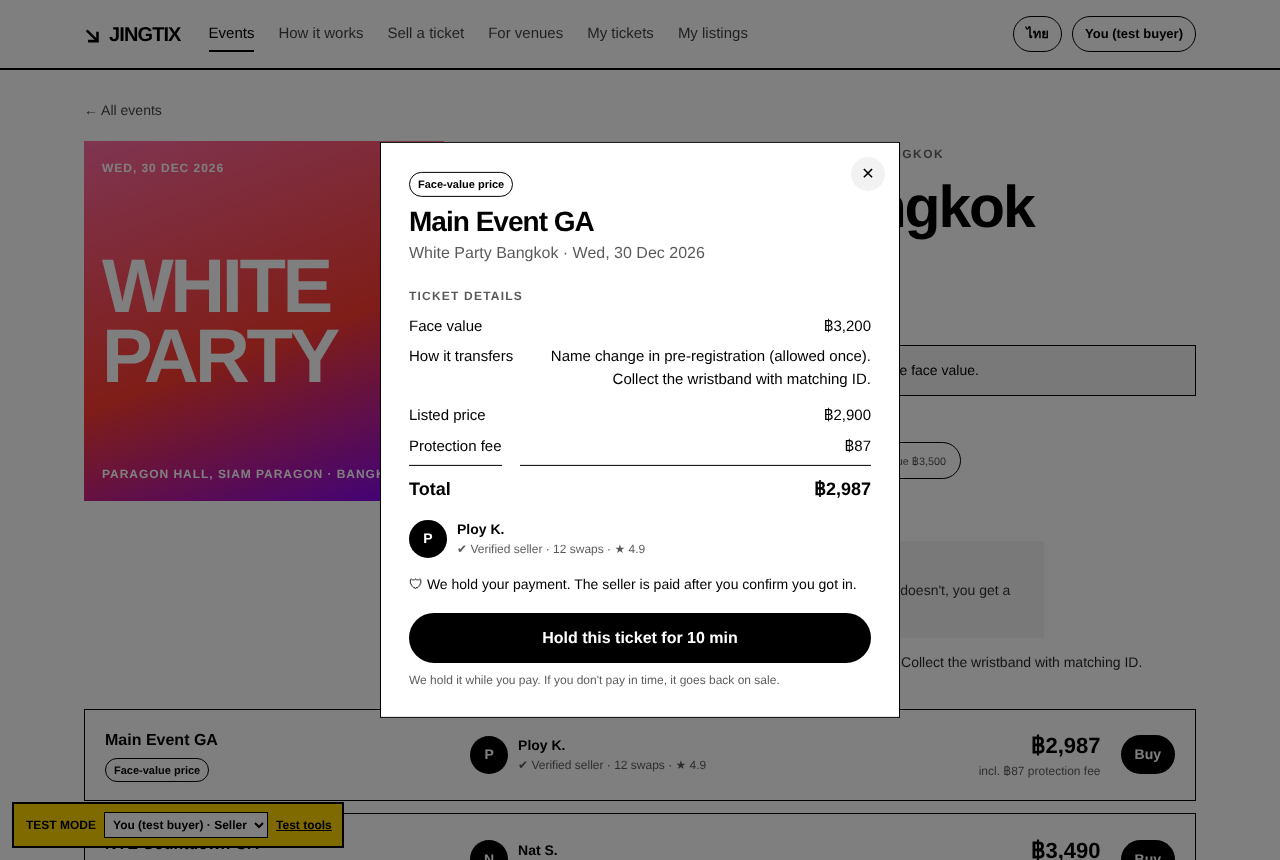 JINGTIX Events How it works Sell a ticket For venues My tickets My listings ไทย You (test buyer)
← All events
WED, 30 DEC 2026
WHITE
PARTY
PARAGON HALL, SIAM PARAGON · BANGK
GKOK
ngkok
e face value.
ue ฿3,500
doesn't, you get a
Collect the wristband with matching ID.
✕
Face-value price
Main Event GA
White Party Bangkok · Wed, 30 Dec 2026
TICKET DETAILS
Face value ฿3,200
How it transfers Name change in pre-registration (allowed once).
Collect the wristband with matching ID.
Listed price ฿2,900
Protection fee ฿87
Total ฿2,987
P Ploy K.
✔ Verified seller · 12 swaps · ★ 4.9
We hold your payment. The seller is paid after you confirm you got in.
Hold this ticket for 10 min
We hold it while you pay. If you don't pay in time, it goes back on sale.
Main Event GA
Face-value price
P Ploy K.
✔ Verified seller · 12 swaps · ★ 4.9
฿2,987
incl. ฿87 protection fee
Buy
TEST MODE You (test buyer) · Seller Test tools
N Nat S.
฿3,490
Buy